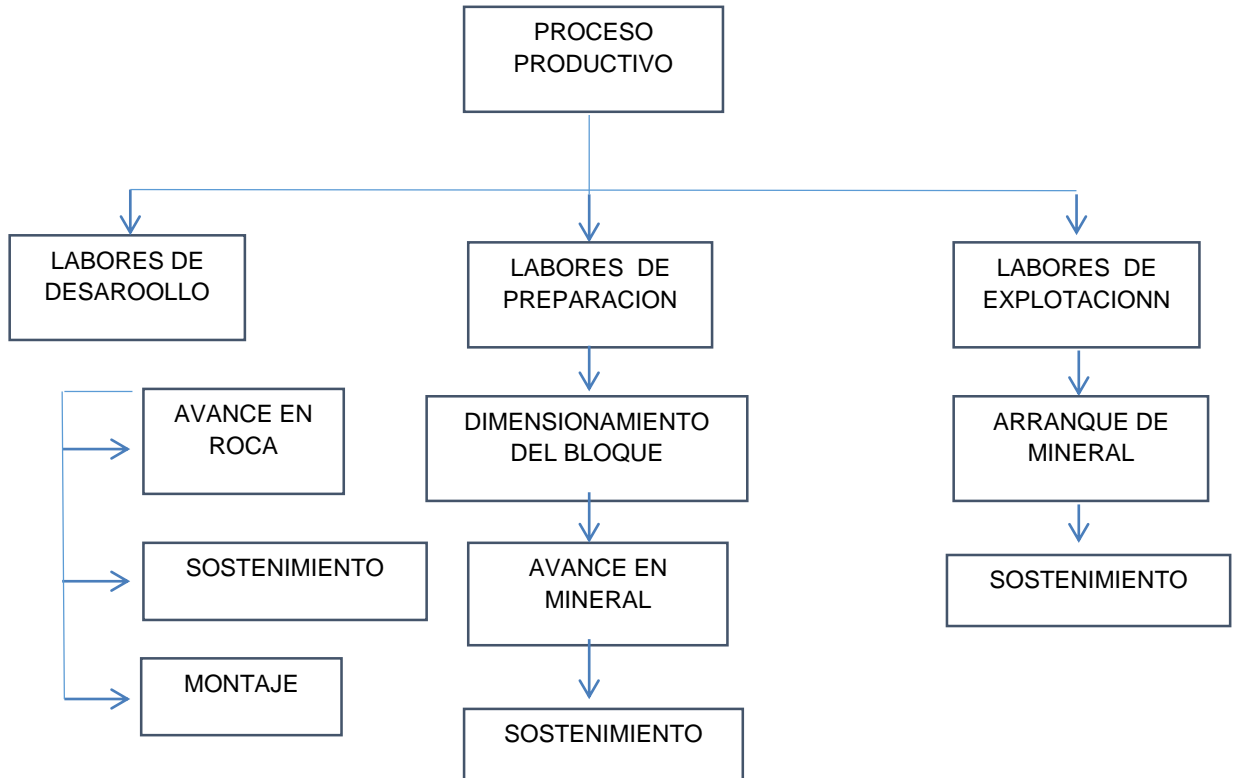 PROCESO
PRODUCTIVO
LABORES DE
DESAROOLLO
LABORES DE
PREPARACION
LABORES DE
EXPLOTACIONN
AVANCE EN
ROCA
DIMENSIONAMIENTO
DEL BLOQUE
ARRANQUE DE
MINERAL
SOSTENIMIENTO
AVANCE EN
MINERAL
SOSTENIMIENTO
MONTAJE
SOSTENIMIENTO